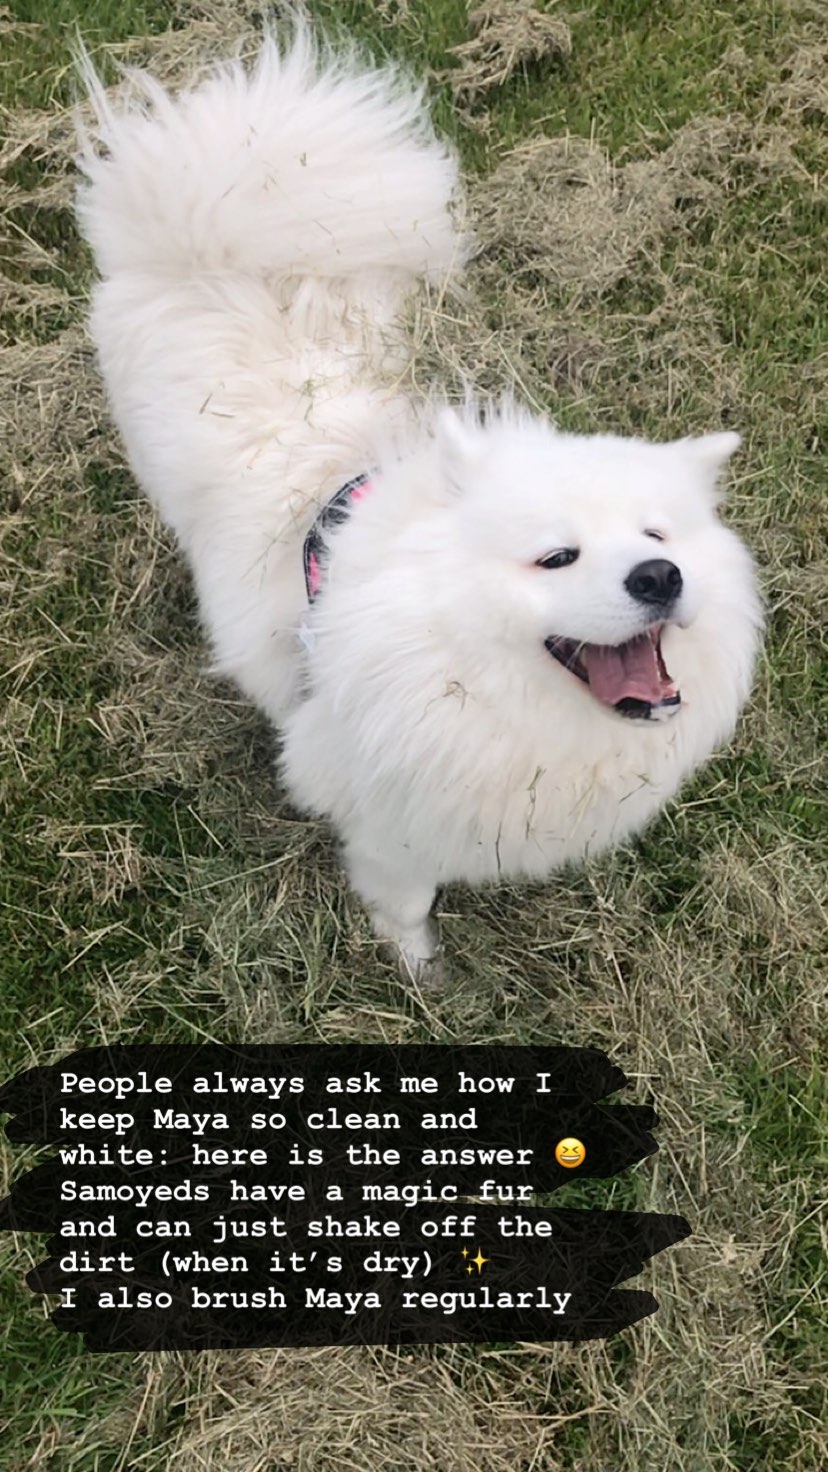 People always ask me how I
keep Maya so clean and
white: here is the answer 😆
Samoyeds have a magic fur
and can just shake off the
dirt (when it’s dry) ✨
I also brush Maya regularly